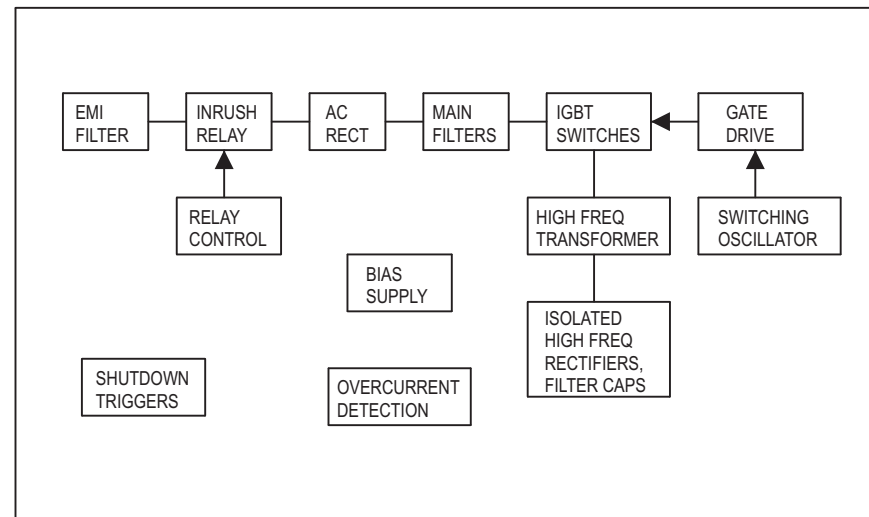 EMI
FILTER
INRUSH
RELAY
AC
RECT
MAIN
FILTERS
IGBT
SWITCHES
GATE
DRIVE
RELAY
CONTROL
HIGH FREQ
TRANSFORMER
SWITCHING
OSCILLATOR
BIAS
SUPPLY
ISOLATED
HIGH FREQ
RECTIFIERS,
FILTER CAPS
SHUTDOWN
TRIGGERS
OVERCURRENT
DETECTION